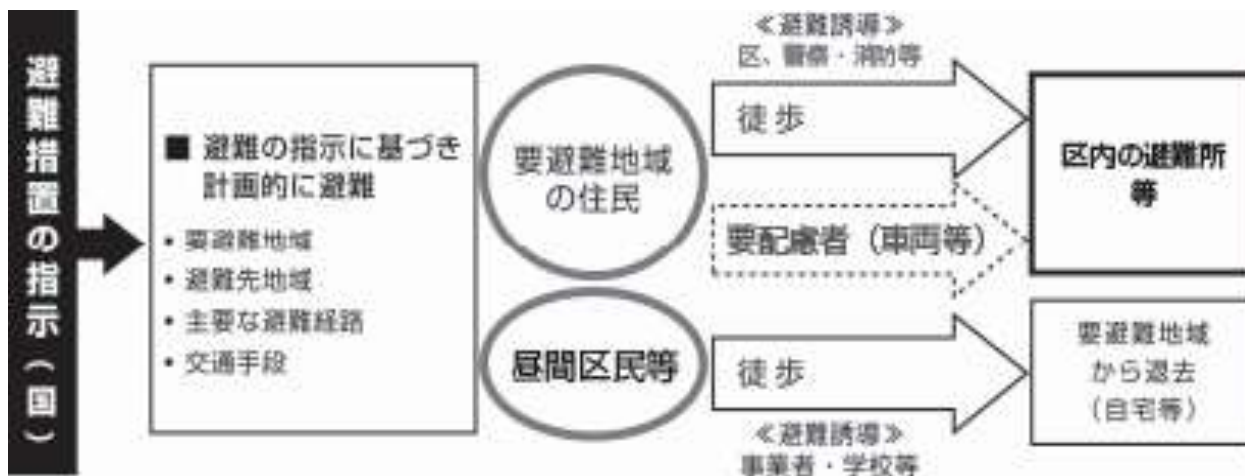 避難措置の指示(国)
■ 避難の指示に基づき
計画的に避難
• 要避難地域
• 避難先地域
• 主要な避難経路
• 交通手段
要避難地域
の住民
昼間区民等
≪避難誘導≫
区、警察・消防等
徒歩
要配慮者(車両等)
徒歩
≪避難誘導≫
事業者・学校等
区内の避難所
等
要避難地域
から退去
(自宅等)